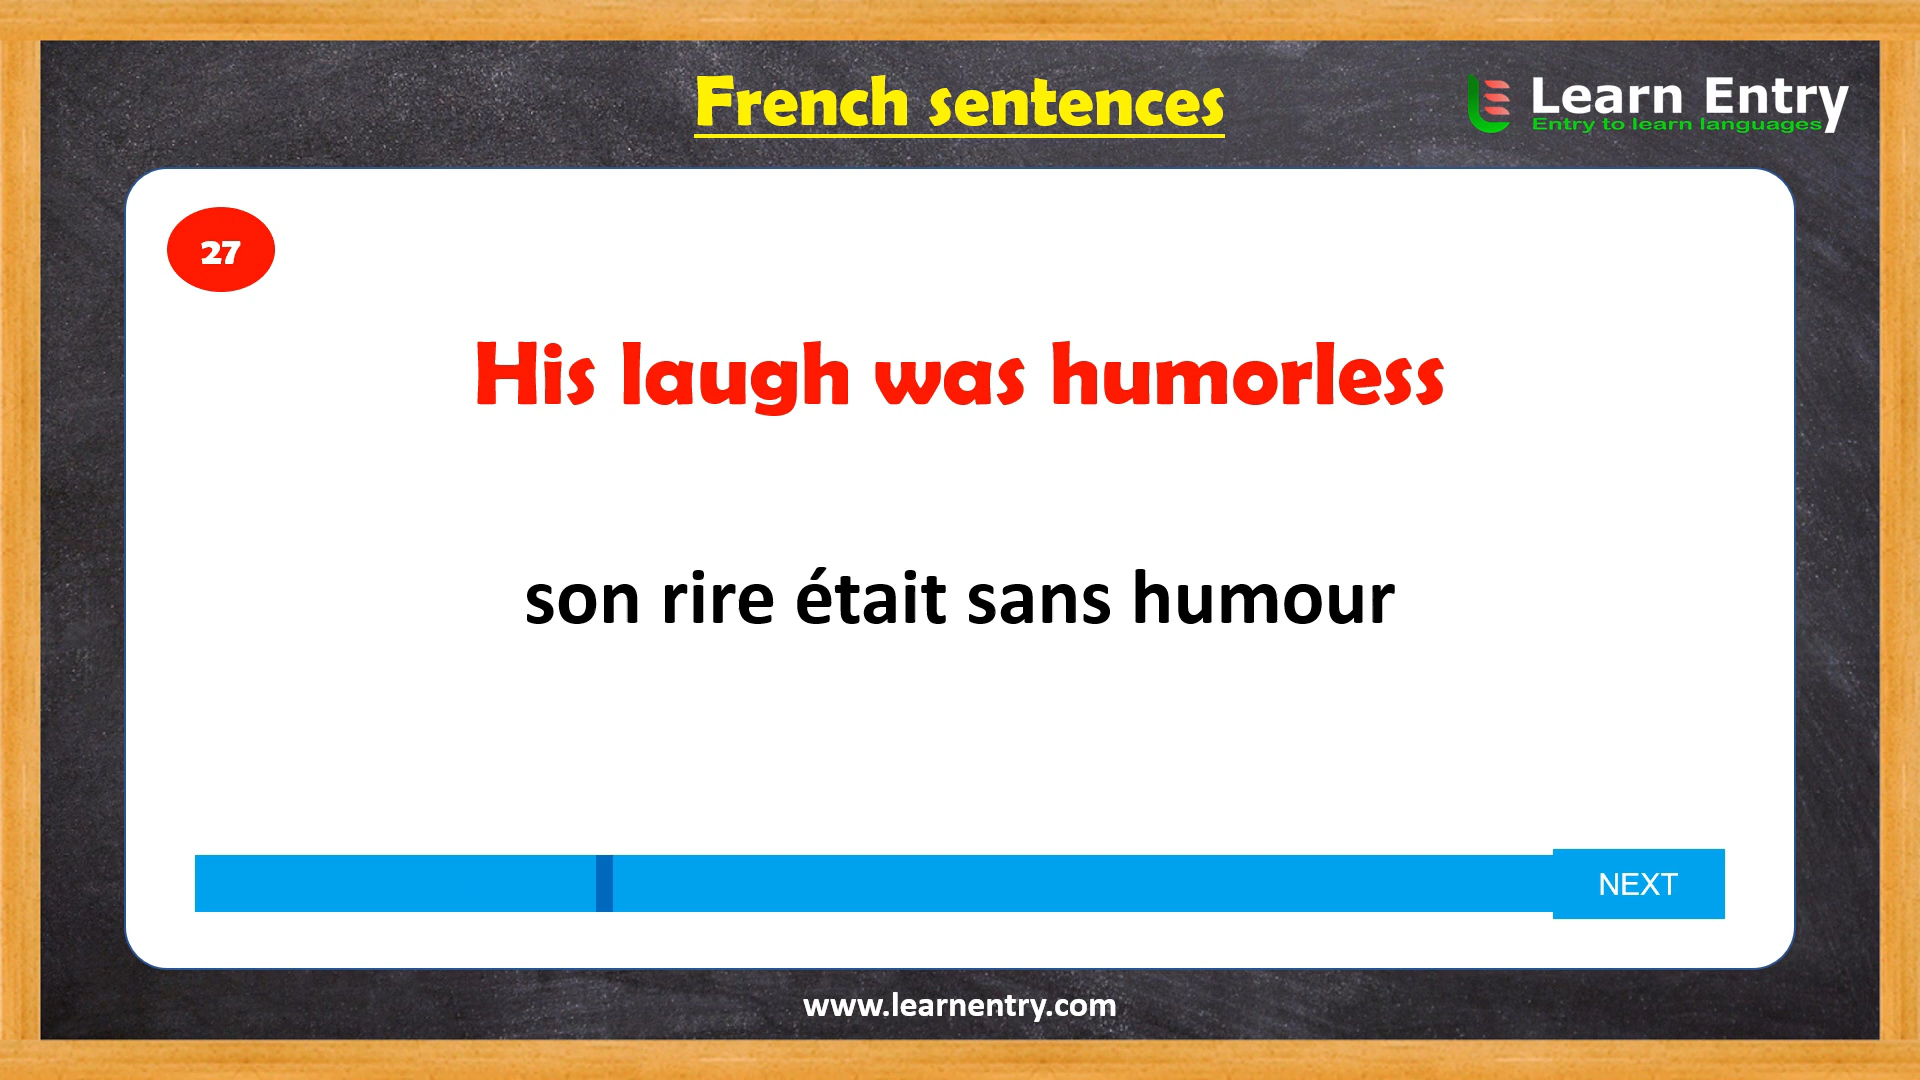 French sentences
Learn Entry
Entry to learn languages
27
His laugh was humorless
son rire était sans humour
NEXT
www.learnentry.com